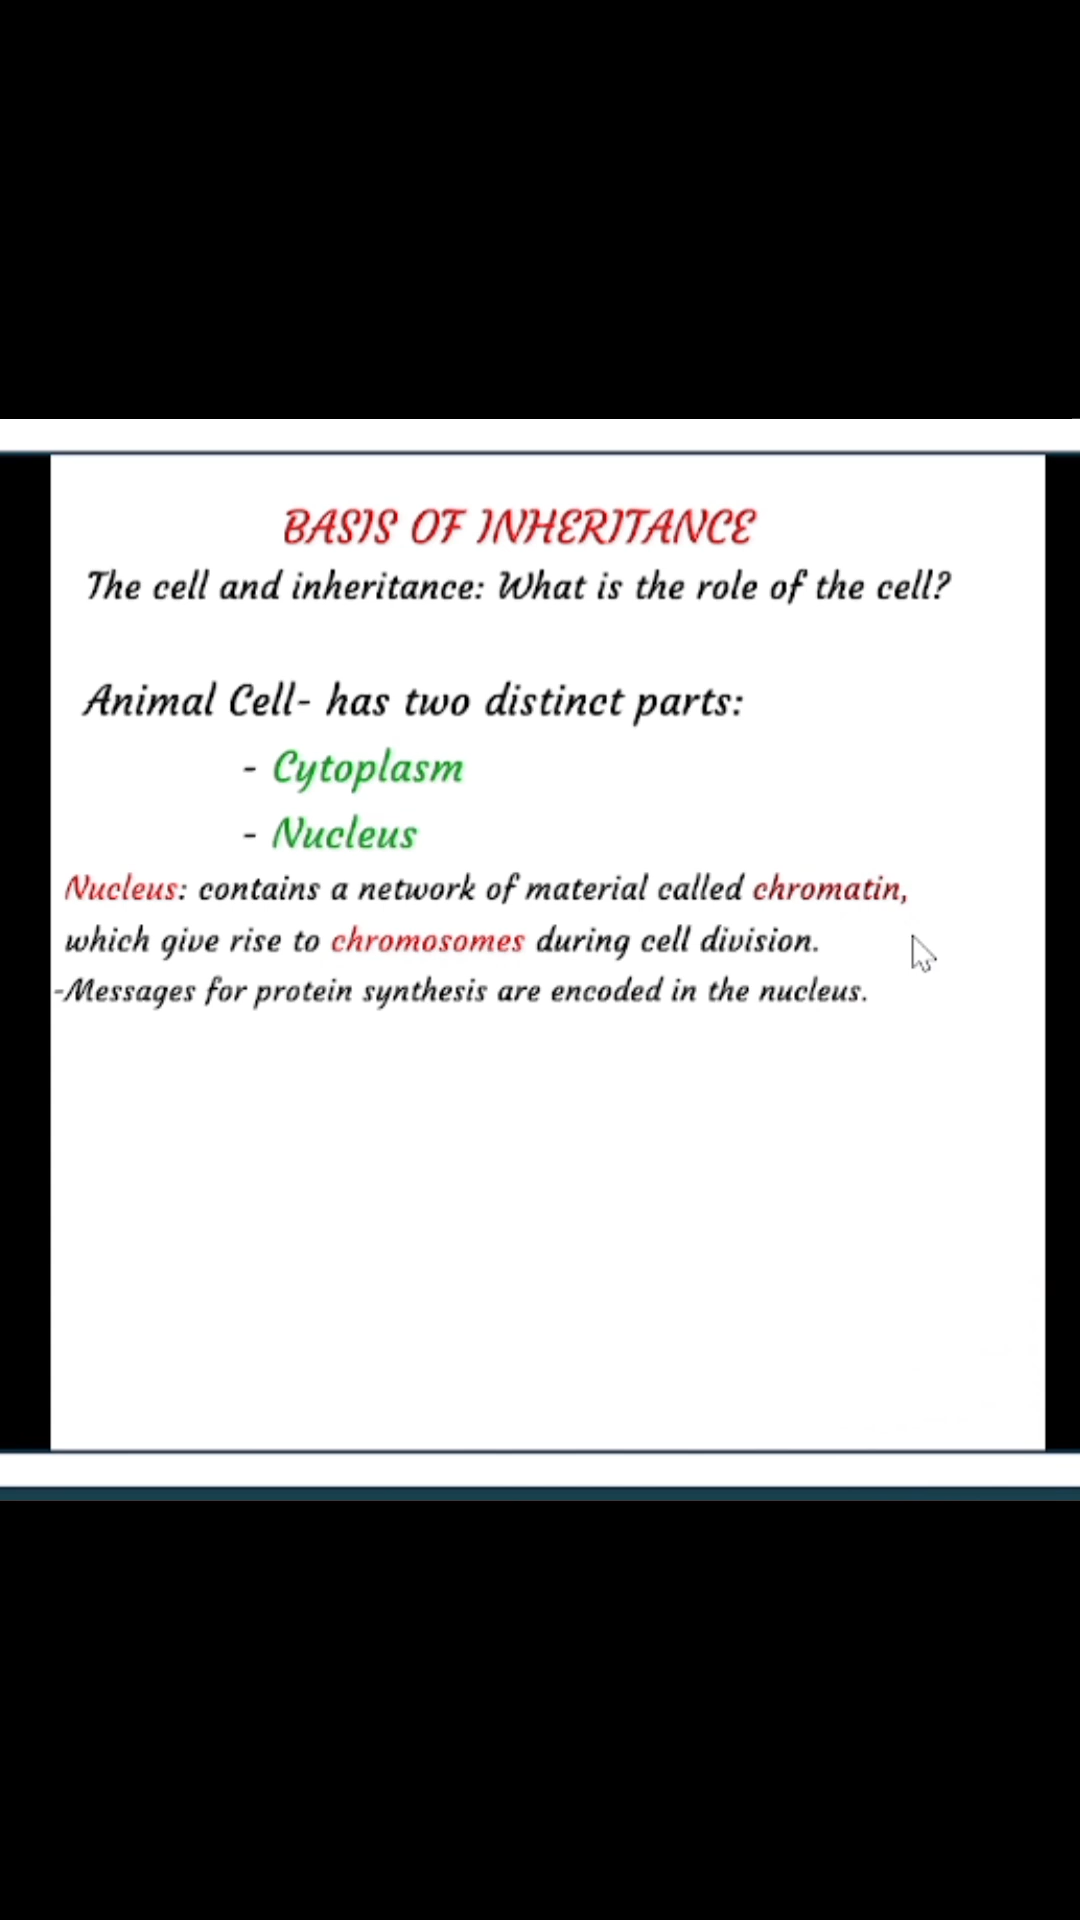 BASIS OF INHERITANCE
The cell and inheritance: What is the role of the cell?
Animal Cell- has two distinct parts:
- Cytoplasm
- Nucleus
Nucleus: contains a network of material called chromatin,
which give rise to chromosomes during cell division.
-Messages for protein synthesis are encoded in the nucleus.